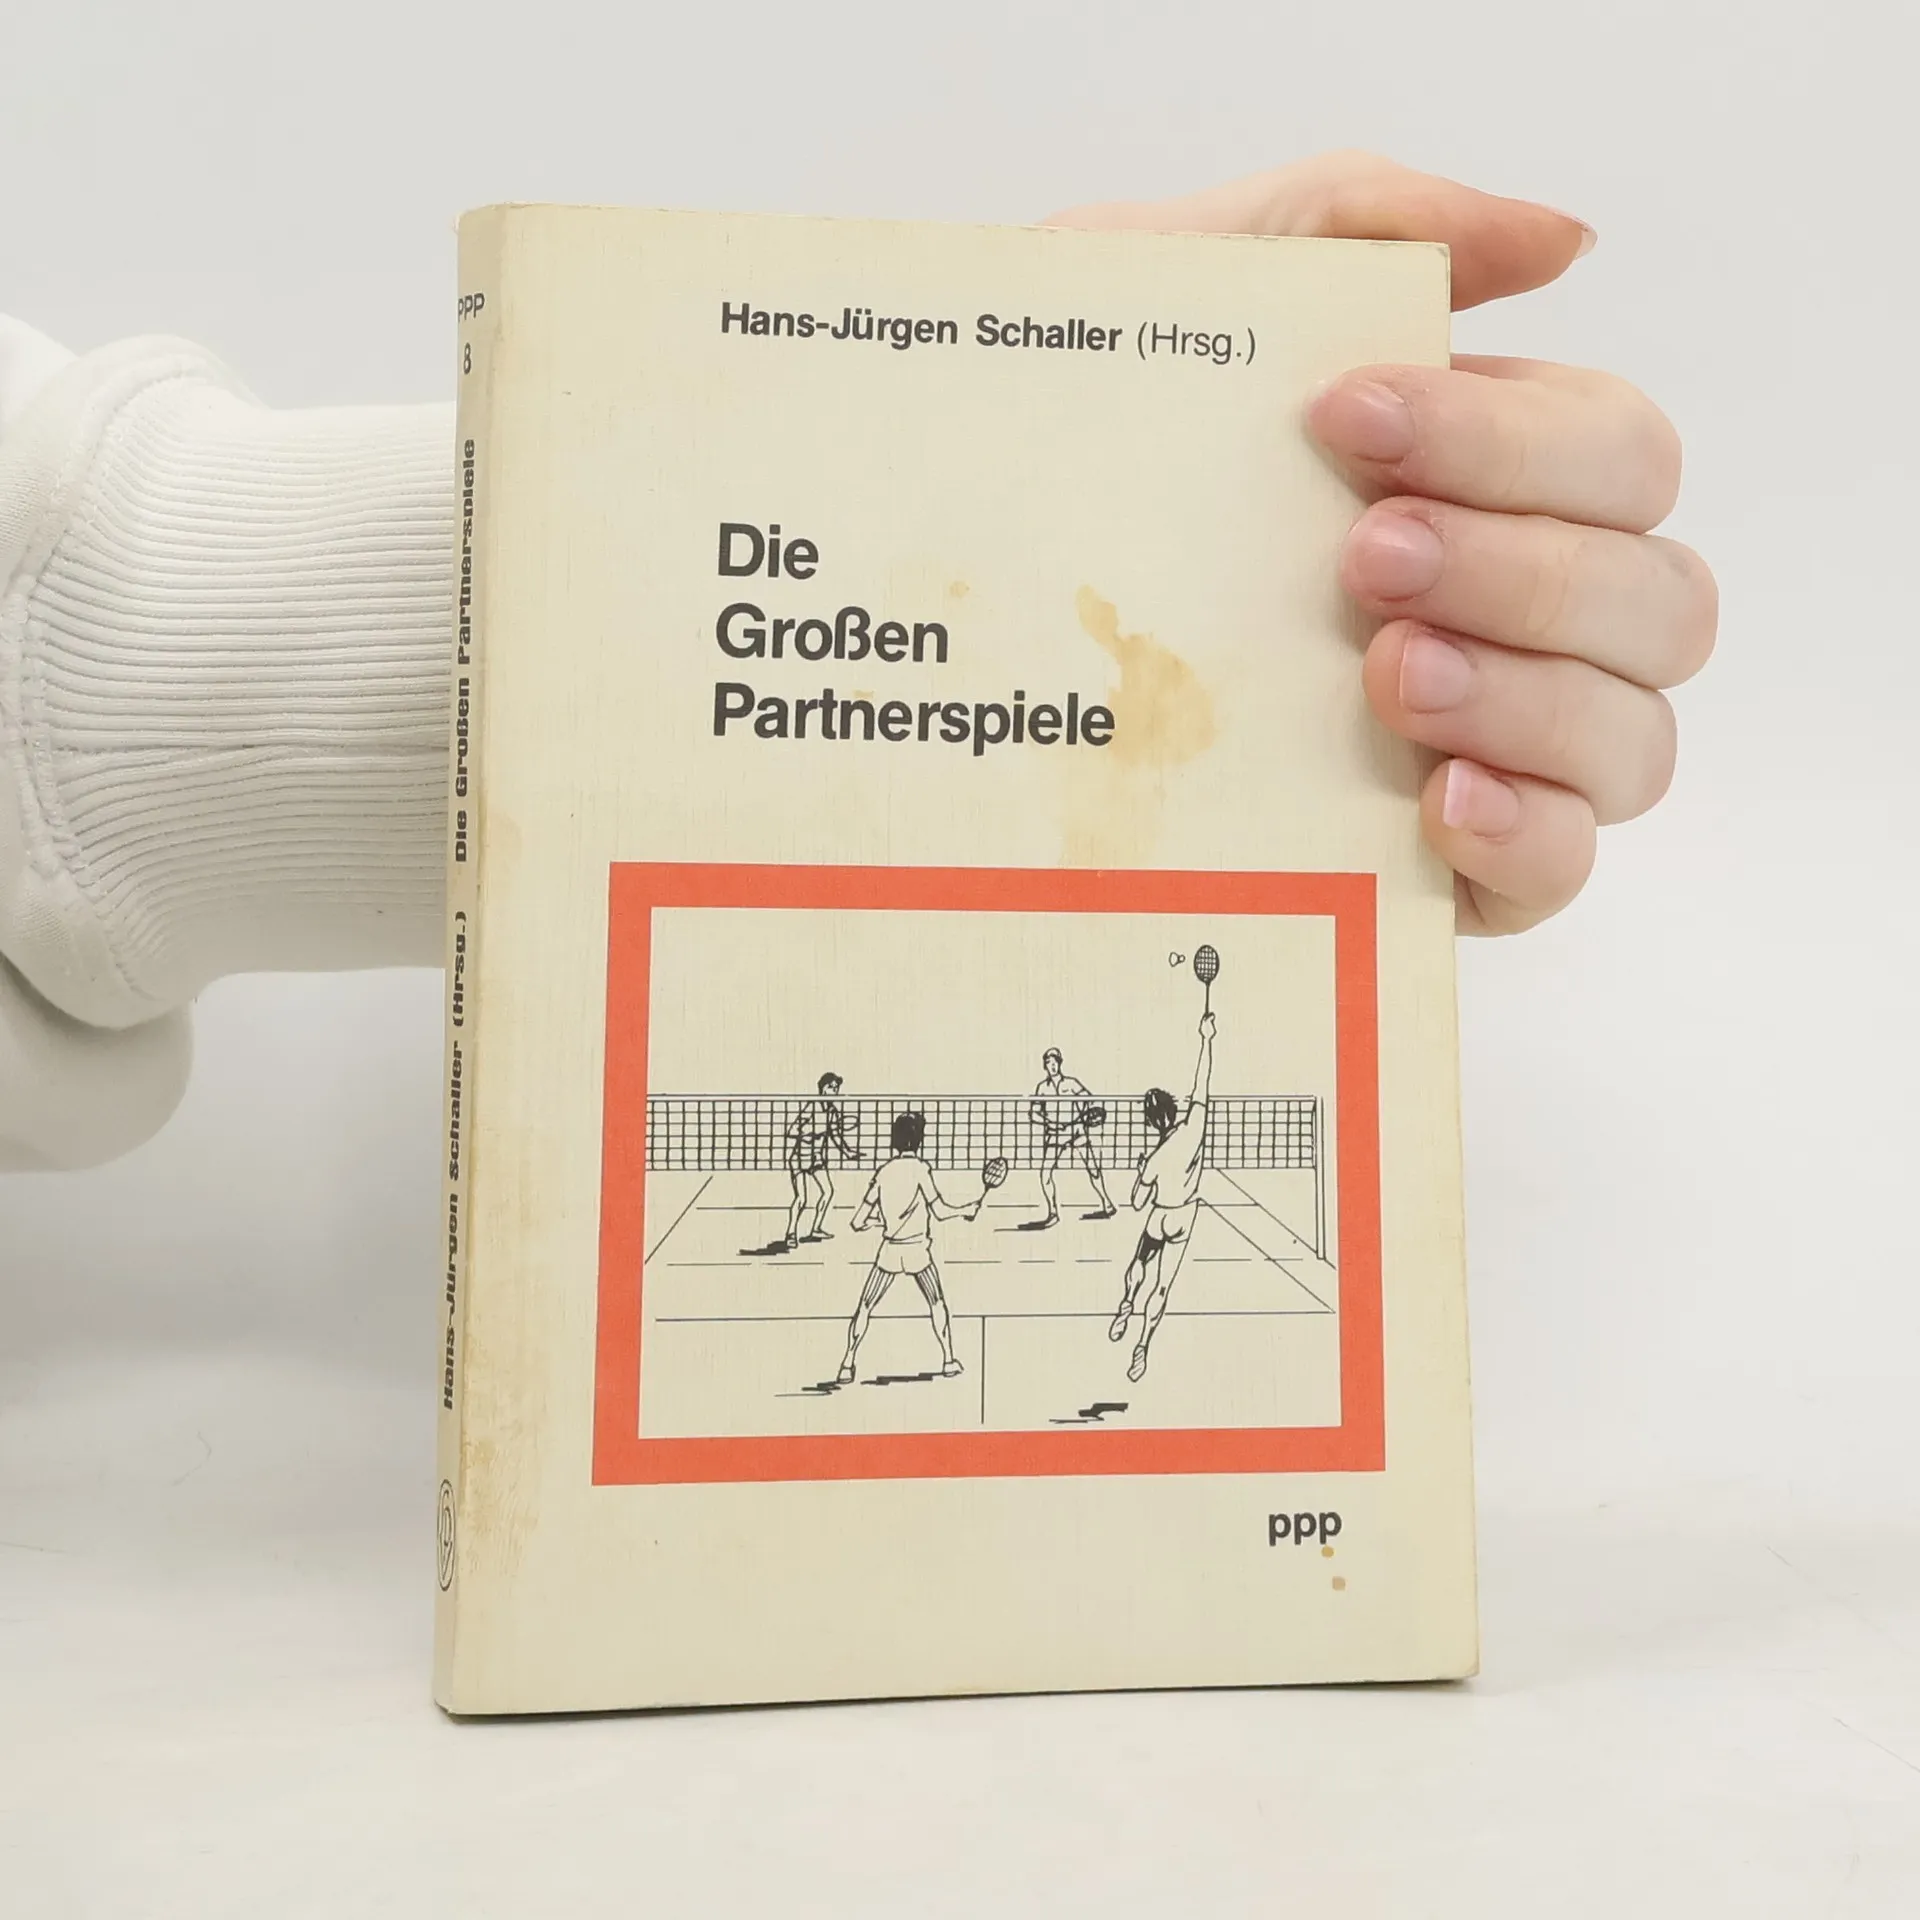 Hans-Jürgen Schaller (Hrsg.)
Die
Großen
Partnerspiele
ppp
ppp
8
Hans-Jürgen Schaller (Hrsg.) Die Großen Partnerspiele